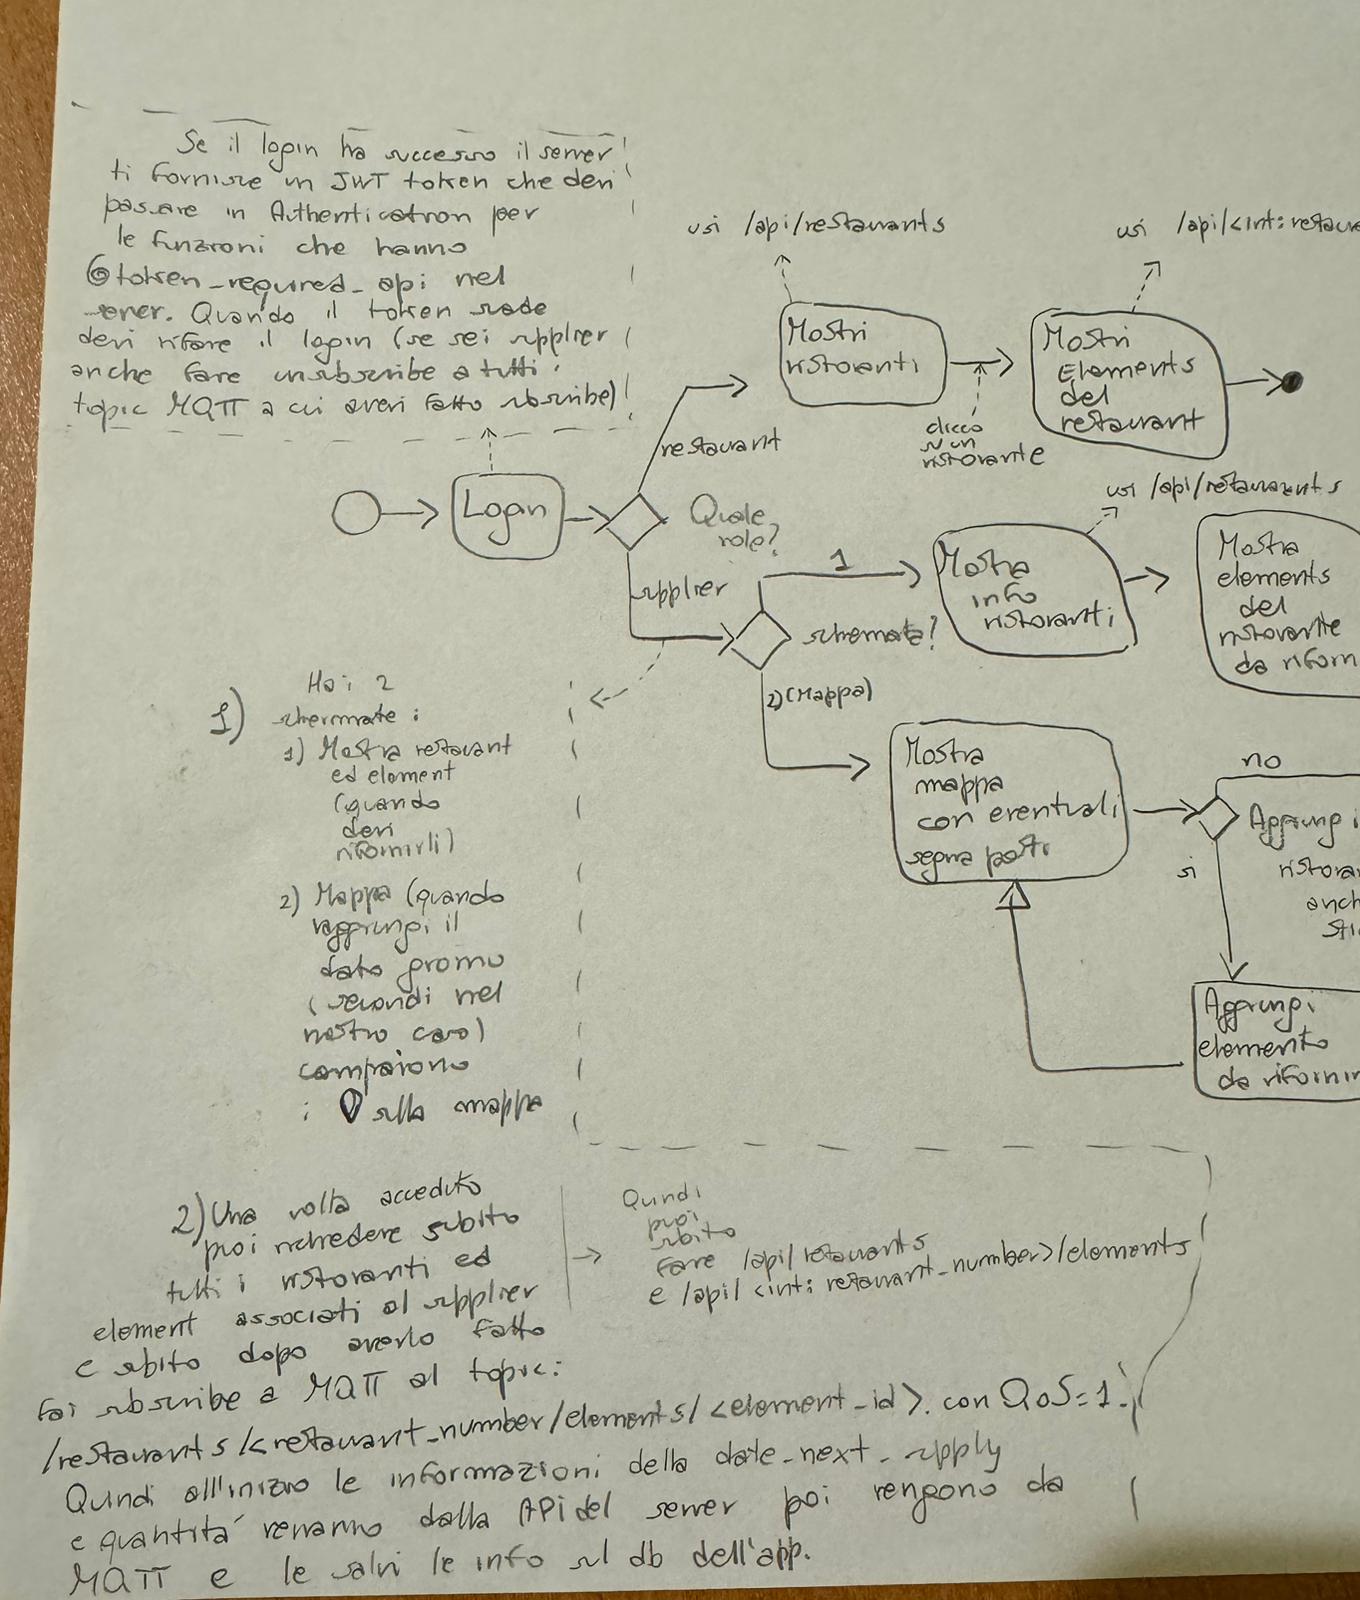 Se il login ha successo il server
ti fornisce un JWT token che devi
passare in Authentication per
le funzioni che hanno
@token_required_api nel
server. Quando il token scade
devi rifare il login (se sei supplier
anche fare unsubscribe a tutti i
topic MQTT a cui avevi fatto subscribe)
usi /api/restaurants
usi /api/<int:restaur
Mostri
ristoranti
Mostri
Elements
del
restaurant
clicco
su un
ristorante
restaurant
Login
Quale
role?
supplier
usi /api/restaurants
1
Mostra
info
ristoranti
Mostra
elements
del
ristorante
da riforn
schermata?
2)(Mappa)
Mostra
mappa
con eventuali
segna posti
no
si
Aggiungi
ristora
anch
Aggiungi
elemento
da rifornir
1) Hai 2
schermate:
1) Mostra restaurant
ed element
(quando
devi
rifornirli)
2) Mappa (quando
raggiungi il
dato giorno
(secondi nel
nostro caso)
compaiono
i sulla mappa
2) Una volta acceduto
puoi richiedere subito
tutti i ristoranti ed
element associati al supplier
e subito dopo averlo fatto
fai subscribe a MQTT al topic:
/restaurants/<restaurant_number/elements/<element_id>. con QoS=1.
Quindi all'inizio le informazioni della date_next_supply
e quantità verranno dalla API del server poi vengono da
MQTT e le salvi le info sul db dell'app.
Quindi
puoi
subito
fare /api/restaurants
e /api/<int: restaurant_number>/elements